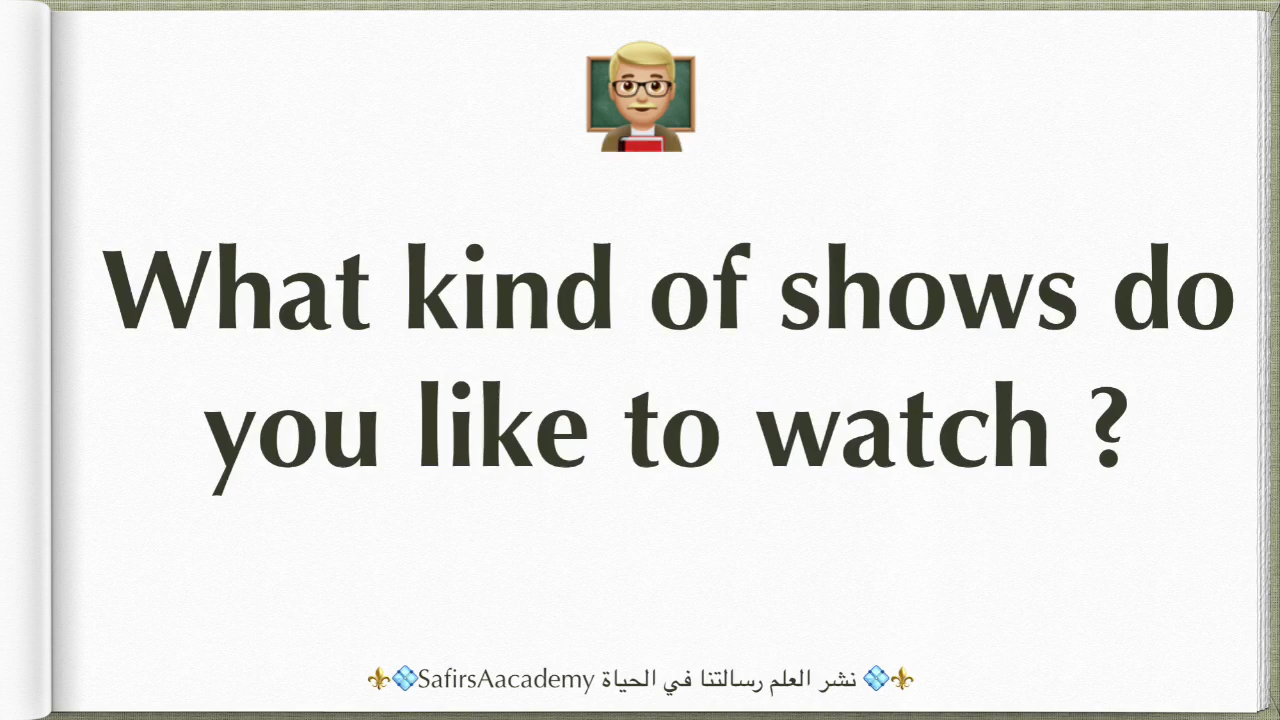 What kind of shows do
you like to watch ?
⚜️💠SafirsAacademy نشر العلم رسالتنا في الحياة 💠⚜️